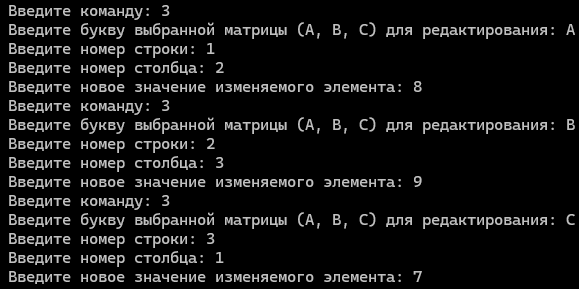 Введите команду: 3
Введите букву выбранной матрицы (A, B, C) для редактирования: A
Введите номер строки: 1
Введите номер столбца: 2
Введите новое значение изменяемого элемента: 8
Введите команду: 3
Введите букву выбранной матрицы (A, B, C) для редактирования: B
Введите номер строки: 2
Введите номер столбца: 3
Введите новое значение изменяемого элемента: 9
Введите команду: 3
Введите букву выбранной матрицы (A, B, C) для редактирования: C
Введите номер строки: 3
Введите номер столбца: 1
Введите новое значение изменяемого элемента: 7